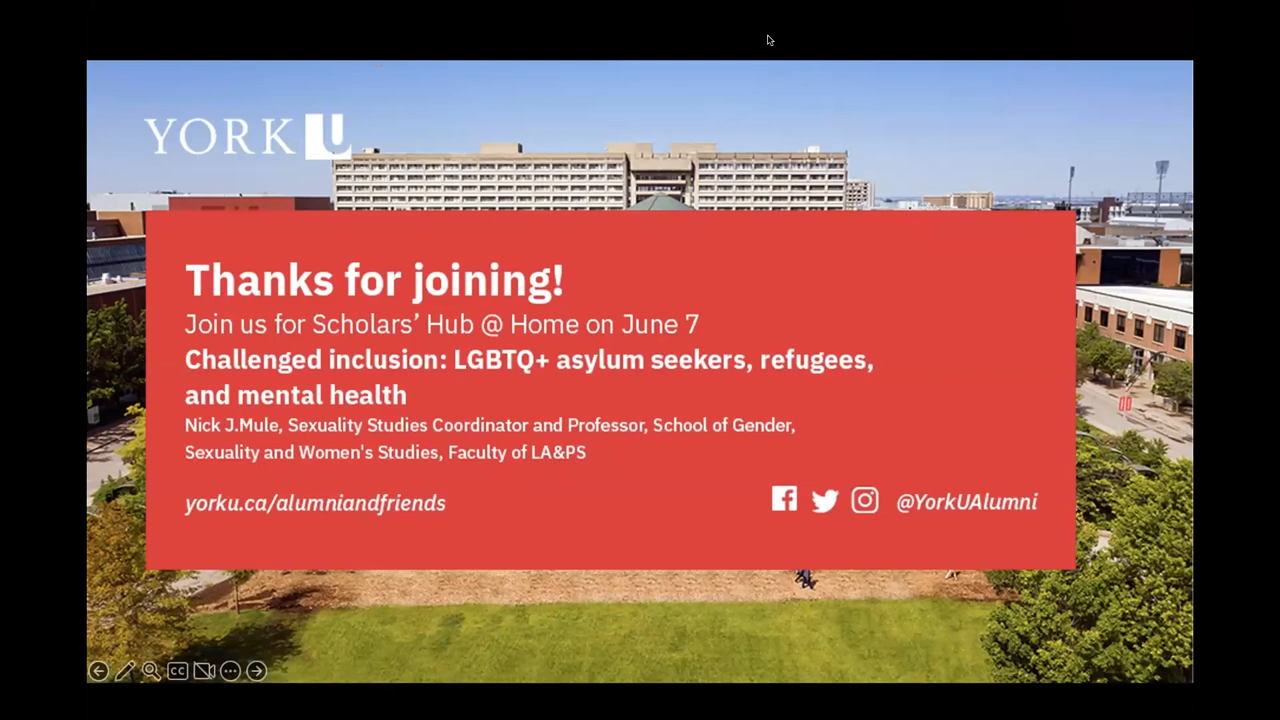 YORK U
Thanks for joining!
Join us for Scholars’ Hub @ Home on June 7
Challenged inclusion: LGBTQ+ asylum seekers, refugees,
and mental health
Nick J.Mule, Sexuality Studies Coordinator and Professor, School of Gender,
Sexuality and Women's Studies, Faculty of LA&PS
yorku.ca/alumniandfriends
@YorkUAlumni
CC